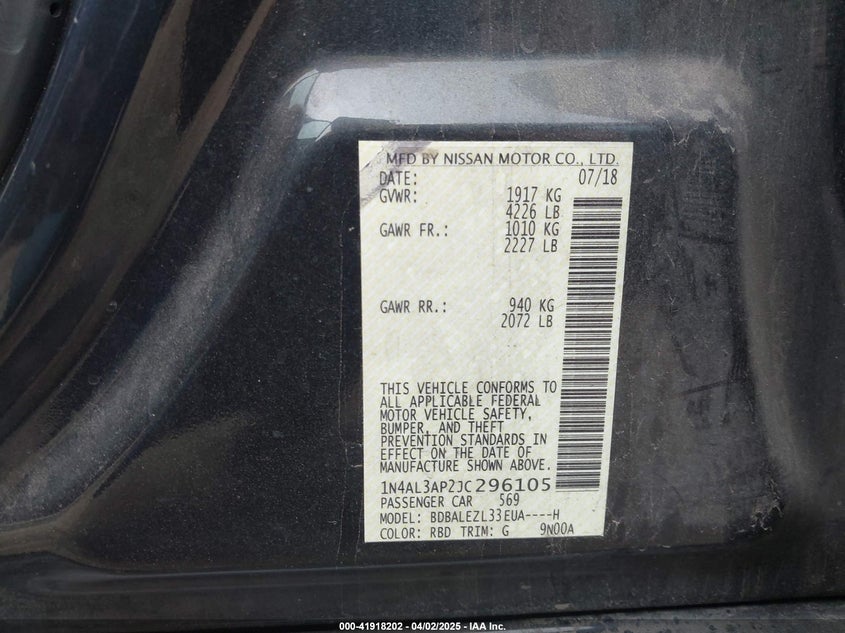 MFD BY NISSAN MOTOR CO., LTD.
DATE: 07/18
GVWR: 1917 KG
4226 LB
GAWR FR.: 1010 KG
2227 LB
GAWR RR.: 940 KG
2072 LB
THIS VEHICLE CONFORMS TO
ALL APPLICABLE FEDERAL
MOTOR VEHICLE SAFETY,
BUMPER, AND THEFT
PREVENTION STANDARDS IN
EFFECT ON THE DATE OF
MANUFACTURE SHOWN ABOVE.
1N4AL3AP2JC296105
PASSENGER CAR 569
MODEL: BDBALEZL33EUA----H
COLOR: RBD TRIM: G 9N00A
000-41918202 - 04/02/2025 - IAA Inc.